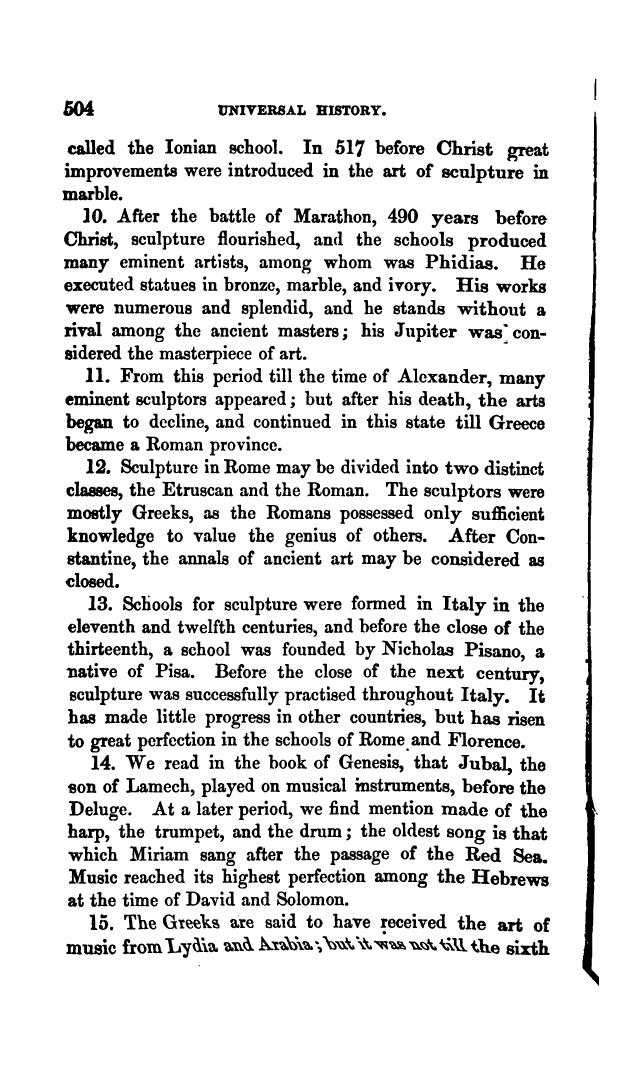 504 UNIVERSAL HISTORY.
called the Ionian school. In 517 before Christ great
improvements were introduced in the art of sculpture in
marble.
10. After the battle of Marathon, 490 years before
Christ, sculpture flourished, and the schools produced
many eminent artists, among whom was Phidias. He
executed statues in bronze, marble, and ivory. His works
were numerous and splendid, and he stands without a
rival among the ancient masters; his Jupiter was con-
sidered the masterpiece of art.
11. From this period till the time of Alexander, many
eminent sculptors appeared; but after his death, the arts
began to decline, and continued in this state till Greece
became a Roman province.
12. Sculpture in Rome may be divided into two distinct
classes, the Etruscan and the Roman. The sculptors were
mostly Greeks, as the Romans possessed only sufficient
knowledge to value the genius of others. After Con-
stantine, the annals of ancient art may be considered as
closed.
13. Schools for sculpture were formed in Italy in the
eleventh and twelfth centuries, and before the close of the
thirteenth, a school was founded by Nicholas Pisano, a
native of Pisa. Before the close of the next century,
sculpture was successfully practised throughout Italy. It
has made little progress in other countries, but has risen
to great perfection in the schools of Rome and Florence.
14. We read in the book of Genesis, that Jubal, the
son of Lamech, played on musical instruments, before the
Deluge. At a later period, we find mention made of the
harp, the trumpet, and the drum; the oldest song is that
which Miriam sang after the passage of the Red Sea.
Music reached its highest perfection among the Hebrews
at the time of David and Solomon.
15. The Greeks are said to have received the art of
music from Lydia and Arabia; but it was not till the sixth